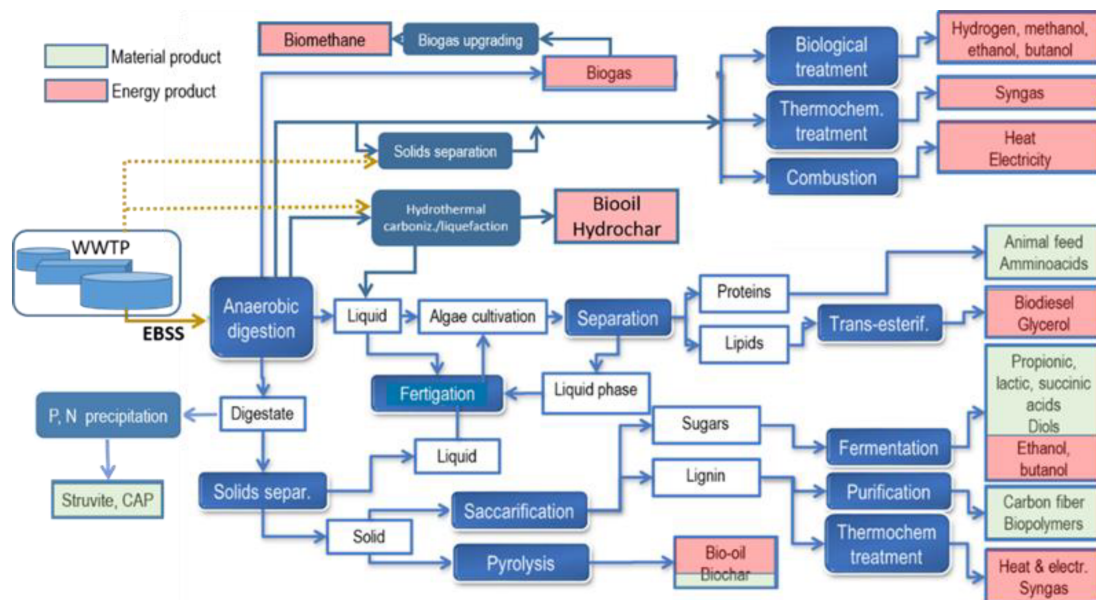 Material product
Energy product
Biomethane
Biogas upgrading
Biogas
Biological
treatment
Hydrogen, methanol,
ethanol, butanol
Thermochem.
treatment
Syngas
Solids separation
Combustion
Heat
Electricity
Hydrothermal
carboniz./liquefaction
Biooil
Hydrochar
WWTP
EBSS
Anaerobic
digestion
Liquid
Algae cultivation
Separation
Proteins
Lipids
Animal feed
Amminoacids
Trans-esterif.
Biodiesel
Glycerol
Fertigation
Liquid phase
P, N precipitation
Digestate
Struvite, CAP
Solids separ.
Liquid
Solid
Saccarification
Pyrolysis
Sugars
Lignin
Fermentation
Propionic,
lactic, succinic
acids
Diols
Ethanol,
butanol
Purification
Carbon fiber
Biopolymers
Thermochem
treatment
Heat & electr.
Syngas
Bio-oil
Biochar